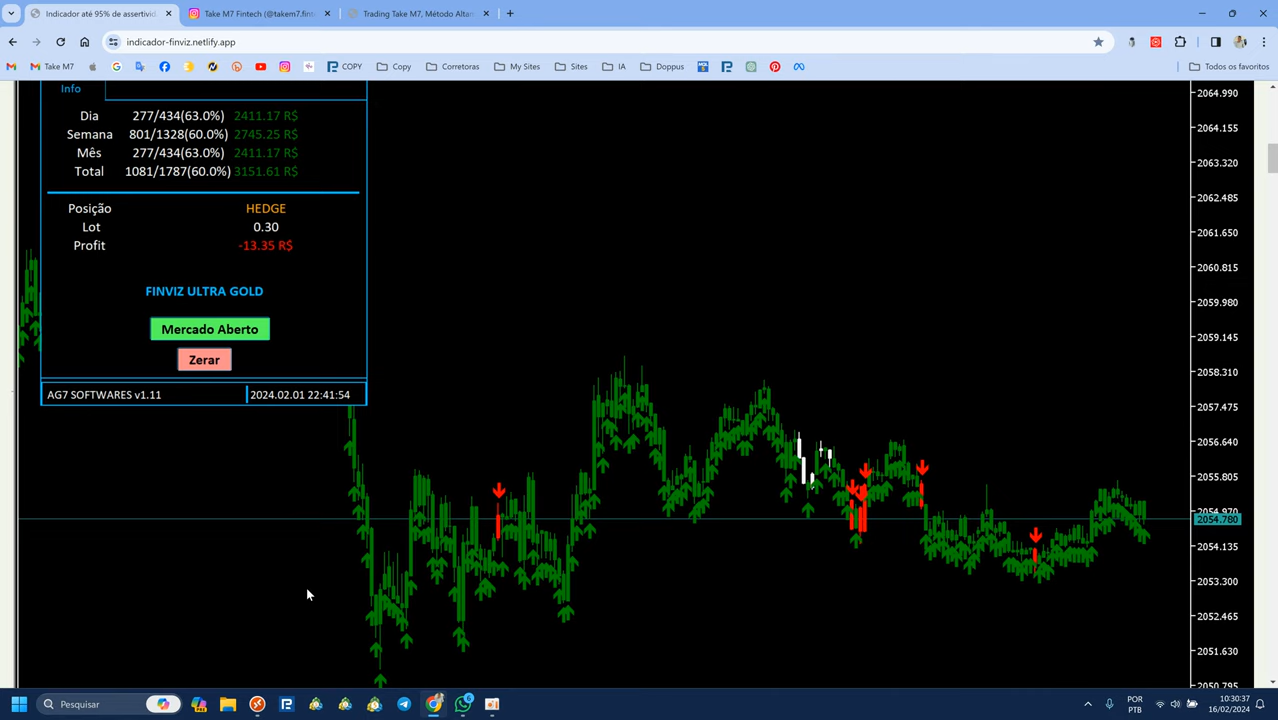 Indicador até 95% de assertivid
Take M7 Fintech (@takem7.fint
Trading Take M7, Método Altan
indicador-finviz.netlify.app
Take M7
COPY
Copy
Corretoras
My Sites
Sites
IA
Doppus
Todos os favoritos
Info
Dia 277/434(63.0%) 2411.17 R$
Semana 801/1328(60.0%) 2745.25 R$
Mês 277/434(63.0%) 2411.17 R$
Total 1081/1787(60.0%) 3151.61 R$
Posição HEDGE
Lot 0.30
Profit -13.35 R$
FINVIZ ULTRA GOLD
Mercado Aberto
Zerar
AG7 SOFTWARES v1.11 2024.02.01 22:41:54
2064.990
2064.155
2063.320
2062.485
2061.650
2060.815
2059.980
2059.145
2058.310
2057.475
2056.640
2055.805
2054.970
2054.780
2054.135
2053.300
2052.465
2051.630
2050.795
Pesquisar
6
POR
PTB
10:30:37
16/02/2024